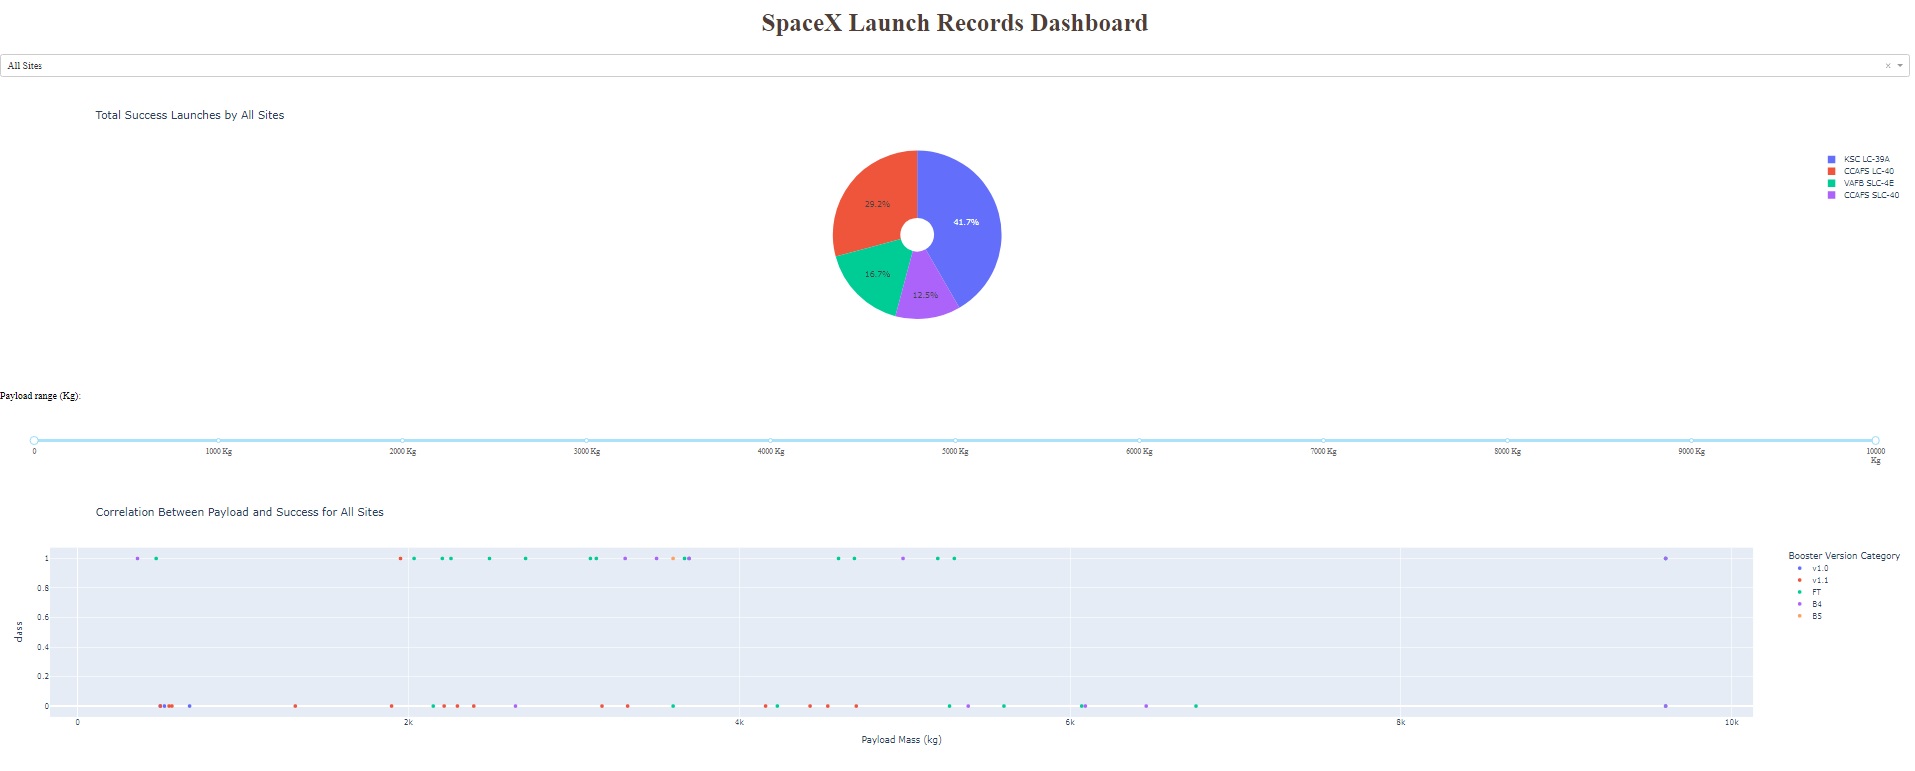 SpaceX Launch Records Dashboard
All Sites
Total Success Launches by All Sites
KSC LC-39A
CCAFS LC-40
VAFB SLC-4E
CCAFS SLC-40
29.2%
41.7%
16.7%
12.5%
Payload range (Kg):
0
1000 Kg
2000 Kg
3000 Kg
4000 Kg
5000 Kg
6000 Kg
7000 Kg
8000 Kg
9000 Kg
10000
Kg
Correlation Between Payload and Success for All Sites
Booster Version Category
v1.0
v1.1
FT
B4
B5
class
1
0.8
0.6
0.4
0.2
0
0
2k
4k
6k
8k
10k
Payload Mass (kg)